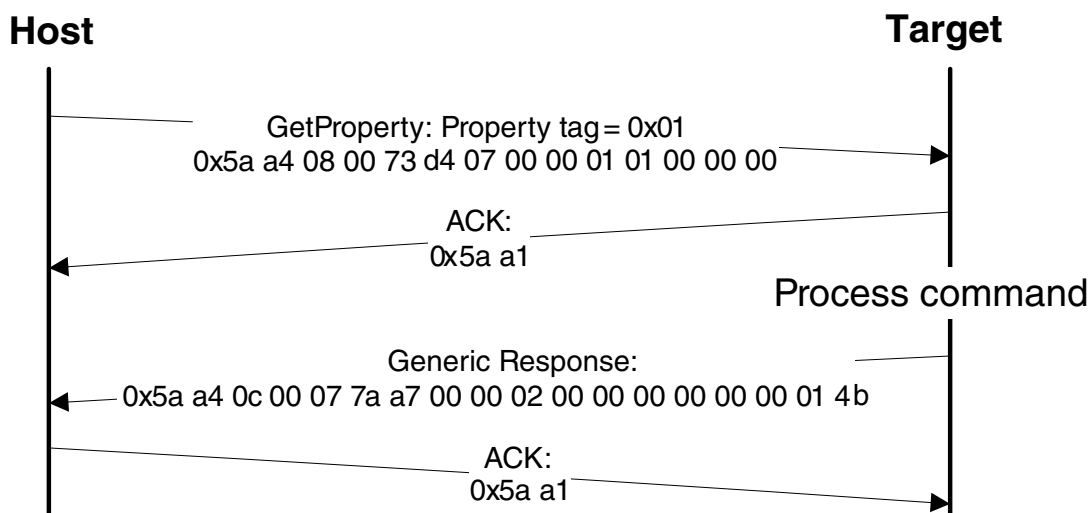 Host
Target
GetProperty: Property tag = 0x01
0x5a a4 08 00 73 d4 07 00 00 01 01 00 00 00
ACK:
0x5a a1
Process command
Generic Response:
0x5a a4 0c 00 07 7a a7 00 00 02 00 00 00 00 00 00 01 4b
ACK:
0x5a a1